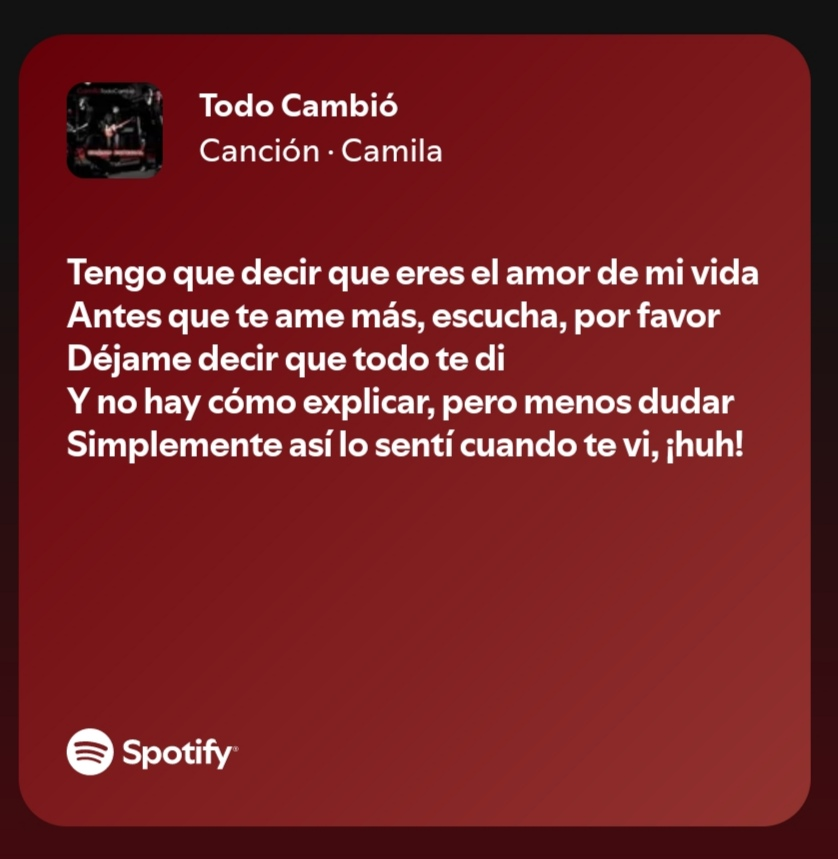 Todo Cambió
Canción · Camila
Tengo que decir que eres el amor de mi vida
Antes que te ame más, escucha, por favor
Déjame decir que todo te di
Y no hay cómo explicar, pero menos dudar
Simplemente así lo sentí cuando te vi, ¡huh!
Spotify®